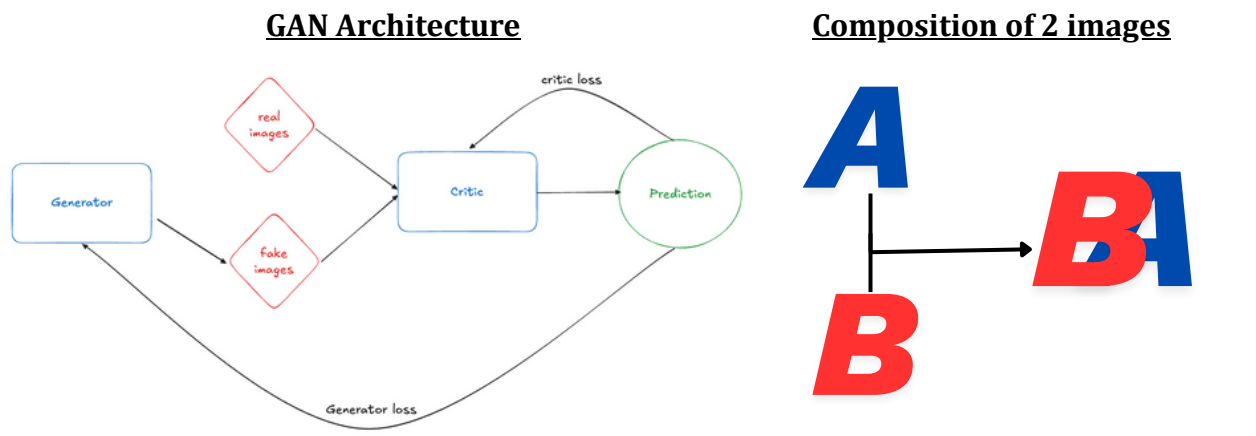 GAN Architecture
Composition of 2 images
critic loss
real
images
Generator
Critic
Prediction
fake
images
Generator loss
A
B
BA